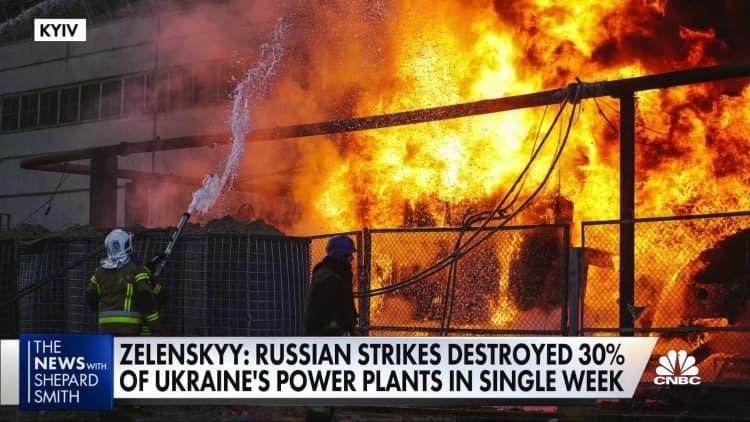 KYIV
THE
NEWS WITH
SHEPARD
SMITH
ZELENSKYY: RUSSIAN STRIKES DESTROYED 30%
OF UKRAINE'S POWER PLANTS IN SINGLE WEEK
CNBC